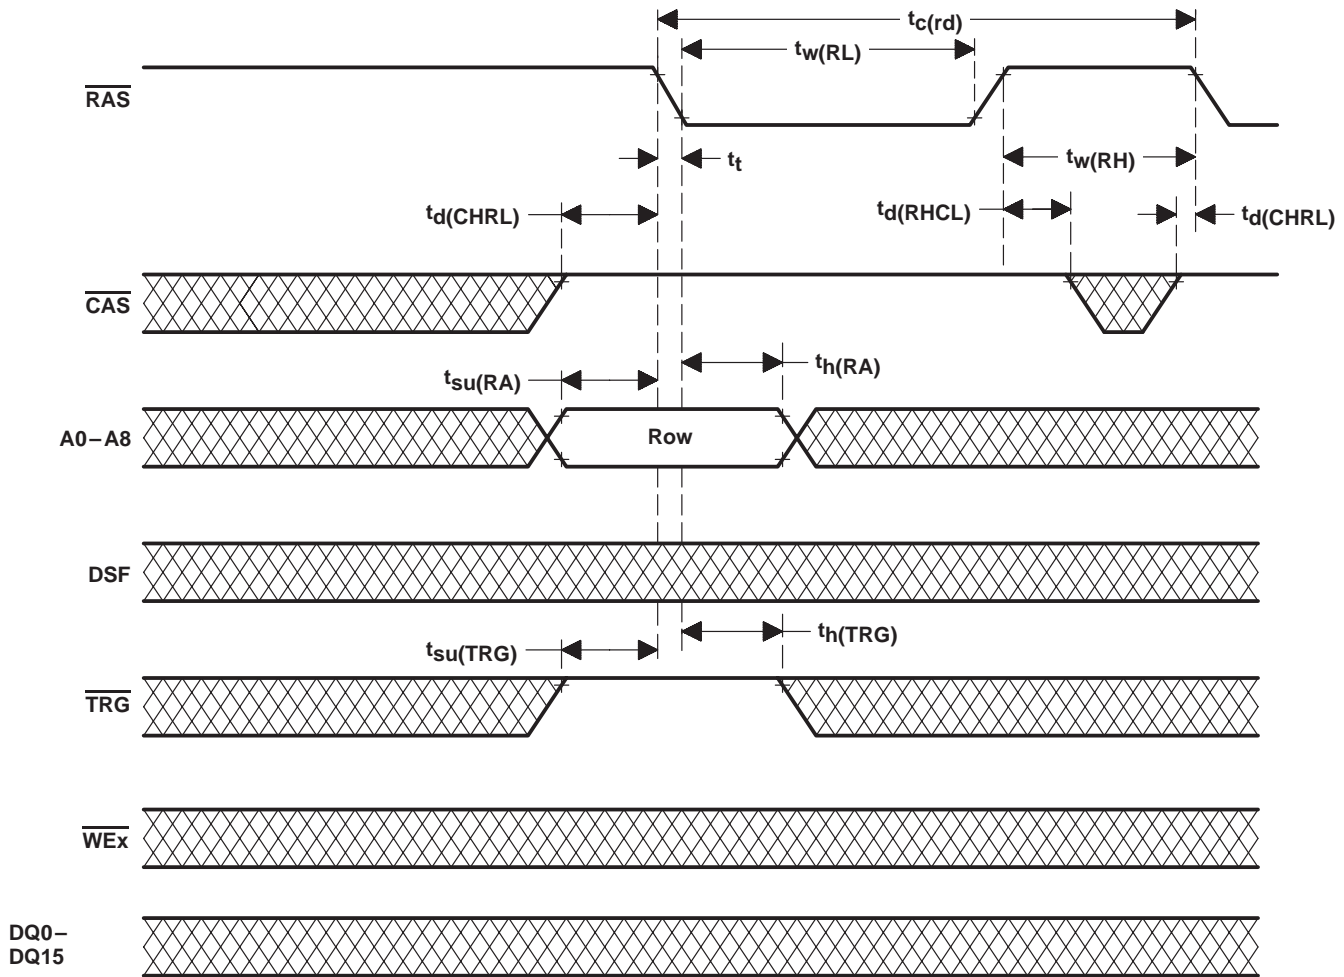 tc(rd)
tw(RL)
RAS
tt
tw(RH)
td(CHRL)
td(RHCL)
td(CHRL)
CAS
tsu(RA)
th(RA)
A0–A8
Row
DSF
tsu(TRG)
th(TRG)
TRG
WEx
DQ0–
DQ15